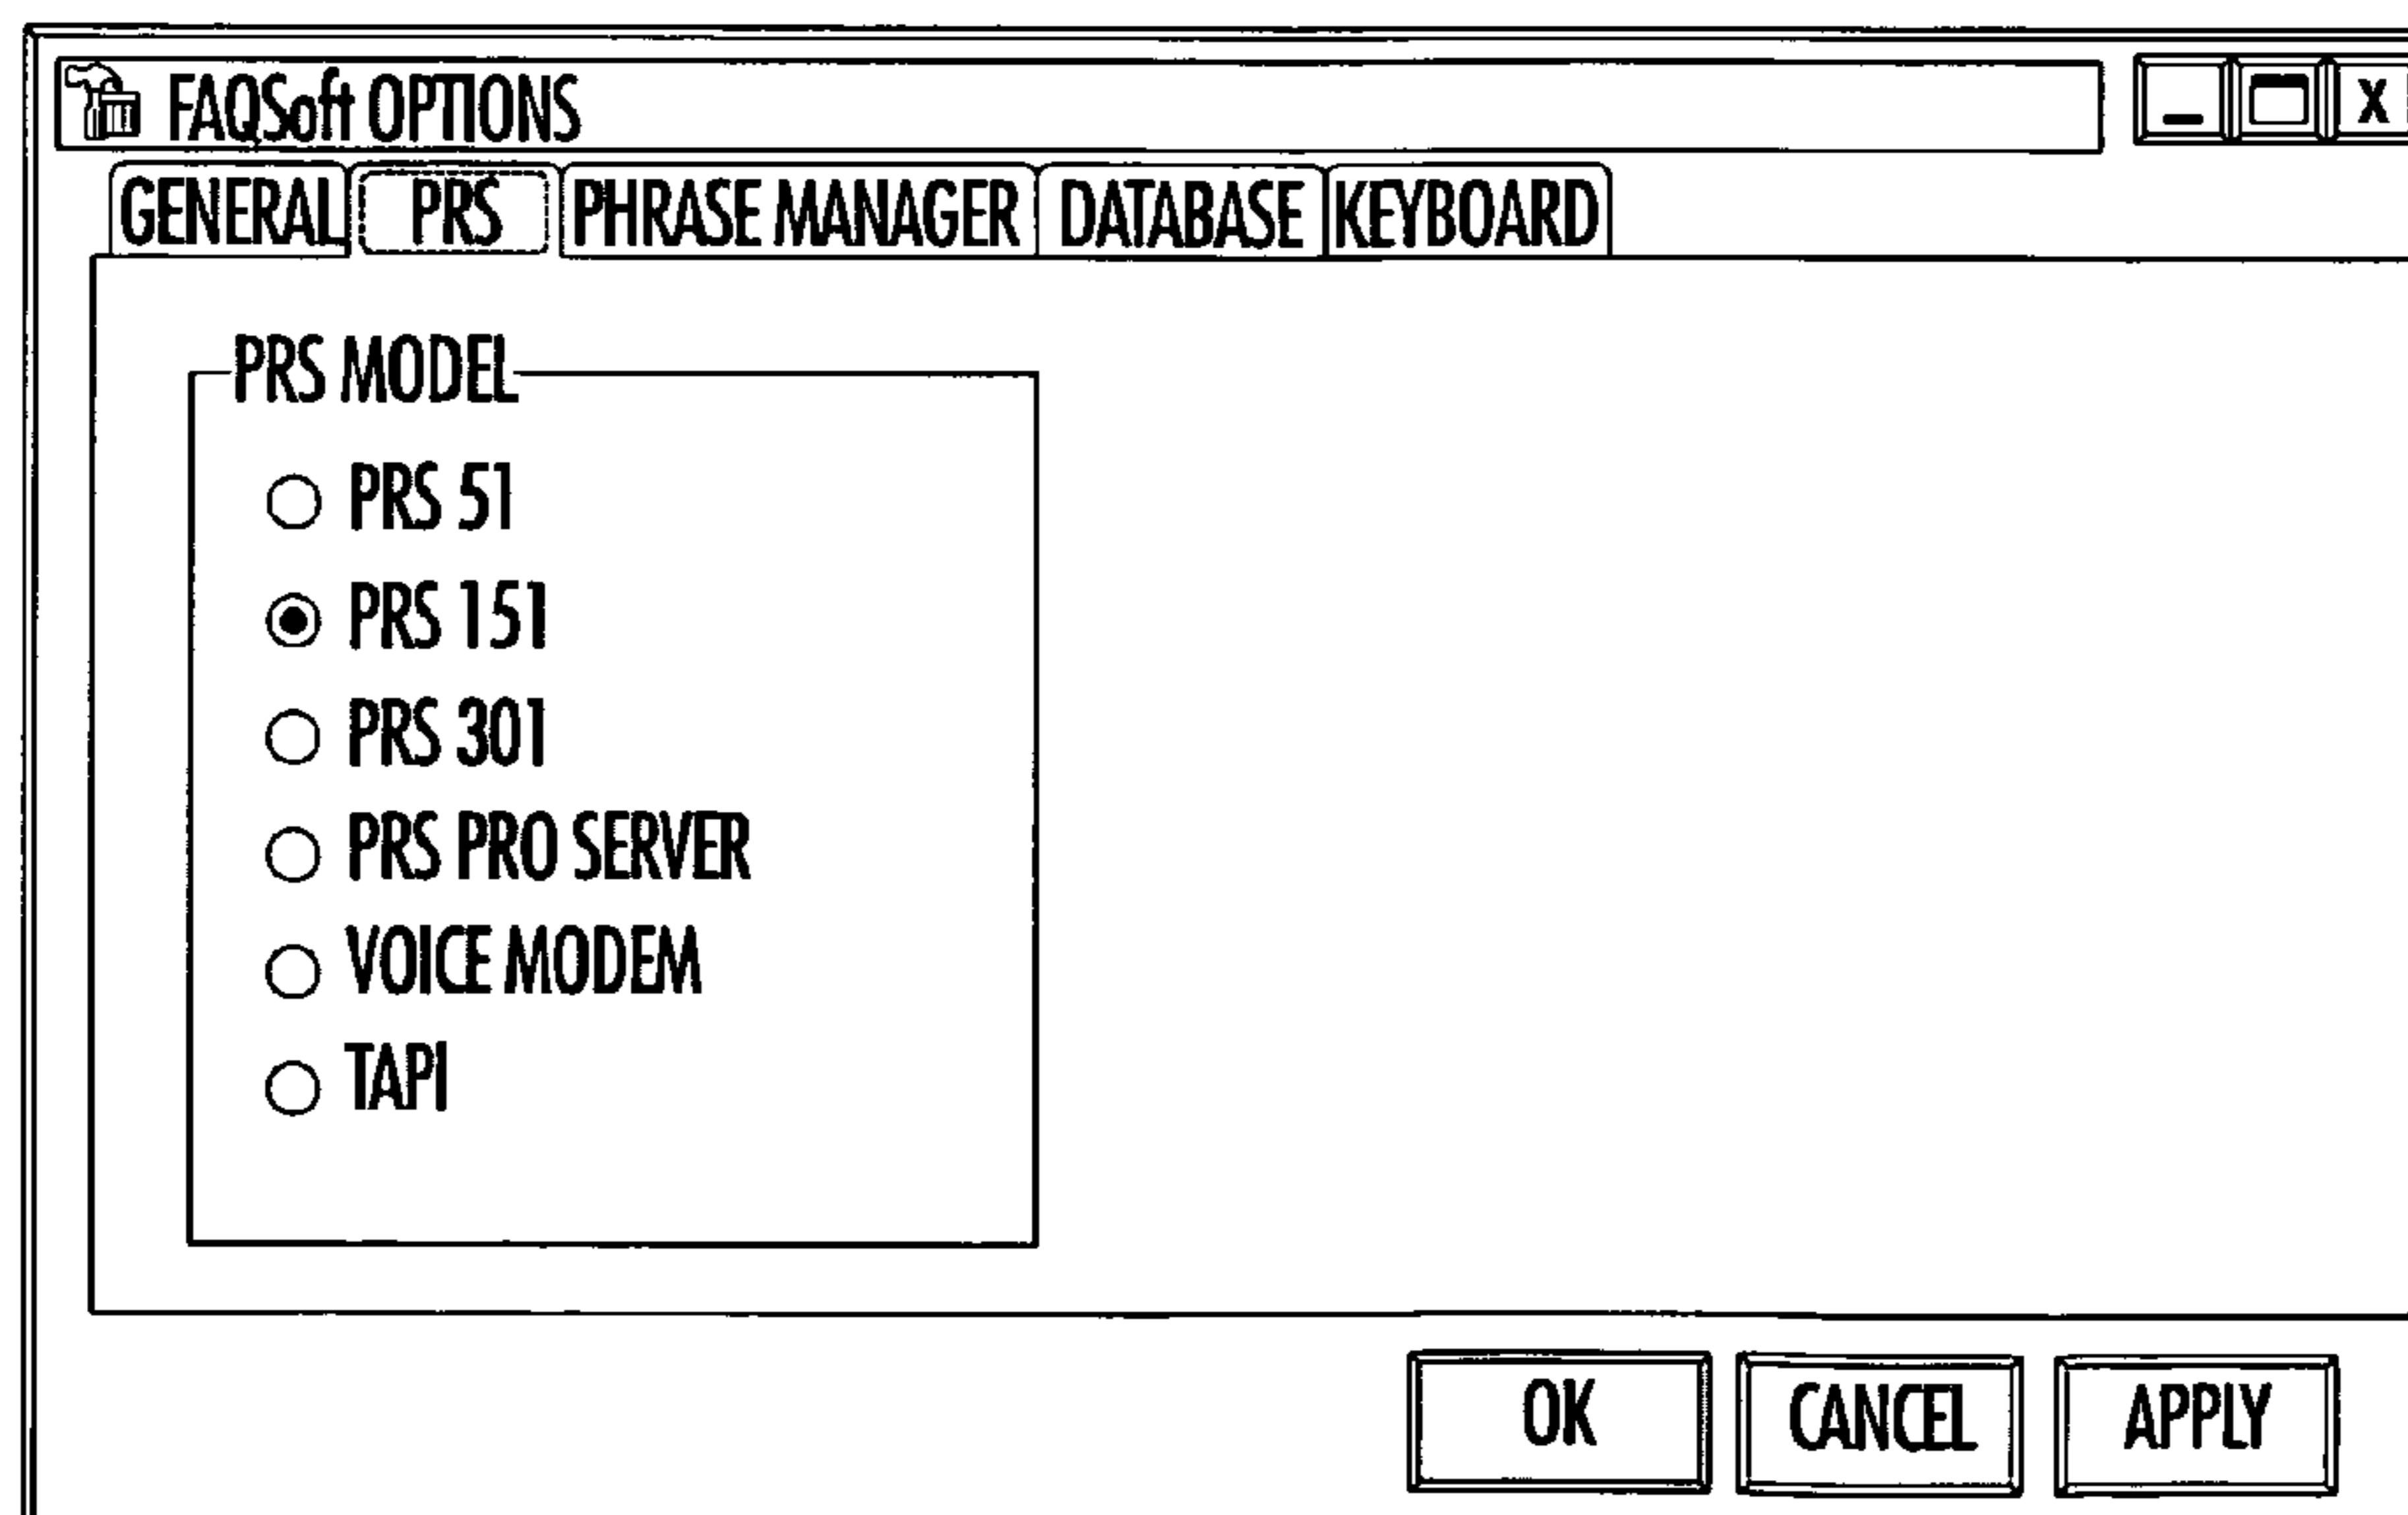 FAQSoft OPTIONS X
GENERAL PRS PHRASE MANAGER DATABASE KEYBOARD
PRS MODEL
PRS 51
PRS 151
PRS 301
PRS PRO SERVER
VOICE MODEM
TAPI
OK CANCEL APPLY